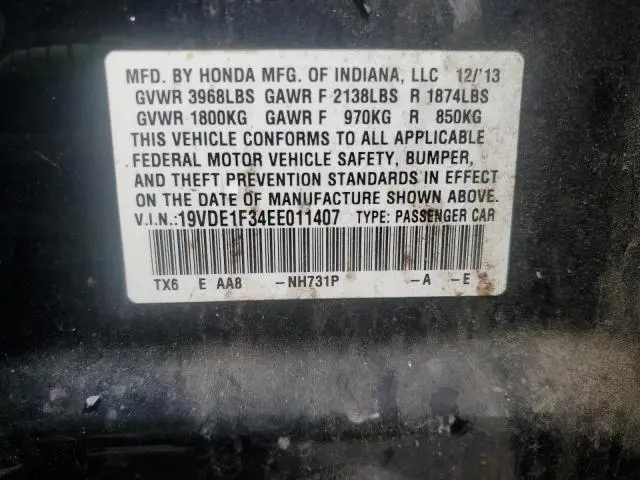 MFD. BY HONDA MFG. OF INDIANA, LLC 12/'13
GVWR 3968LBS GAWR F 2138LBS R 1874LBS
GVWR 1800KG GAWR F 970KG R 850KG
THIS VEHICLE CONFORMS TO ALL APPLICABLE
FEDERAL MOTOR VEHICLE SAFETY, BUMPER,
AND THEFT PREVENTION STANDARDS IN EFFECT
ON THE DATE OF MANUFACTURE SHOWN ABOVE.
V.I.N.:19VDE1F34EE011407 TYPE: PASSENGER CAR
TX6 E AA8 -NH731P -A -E